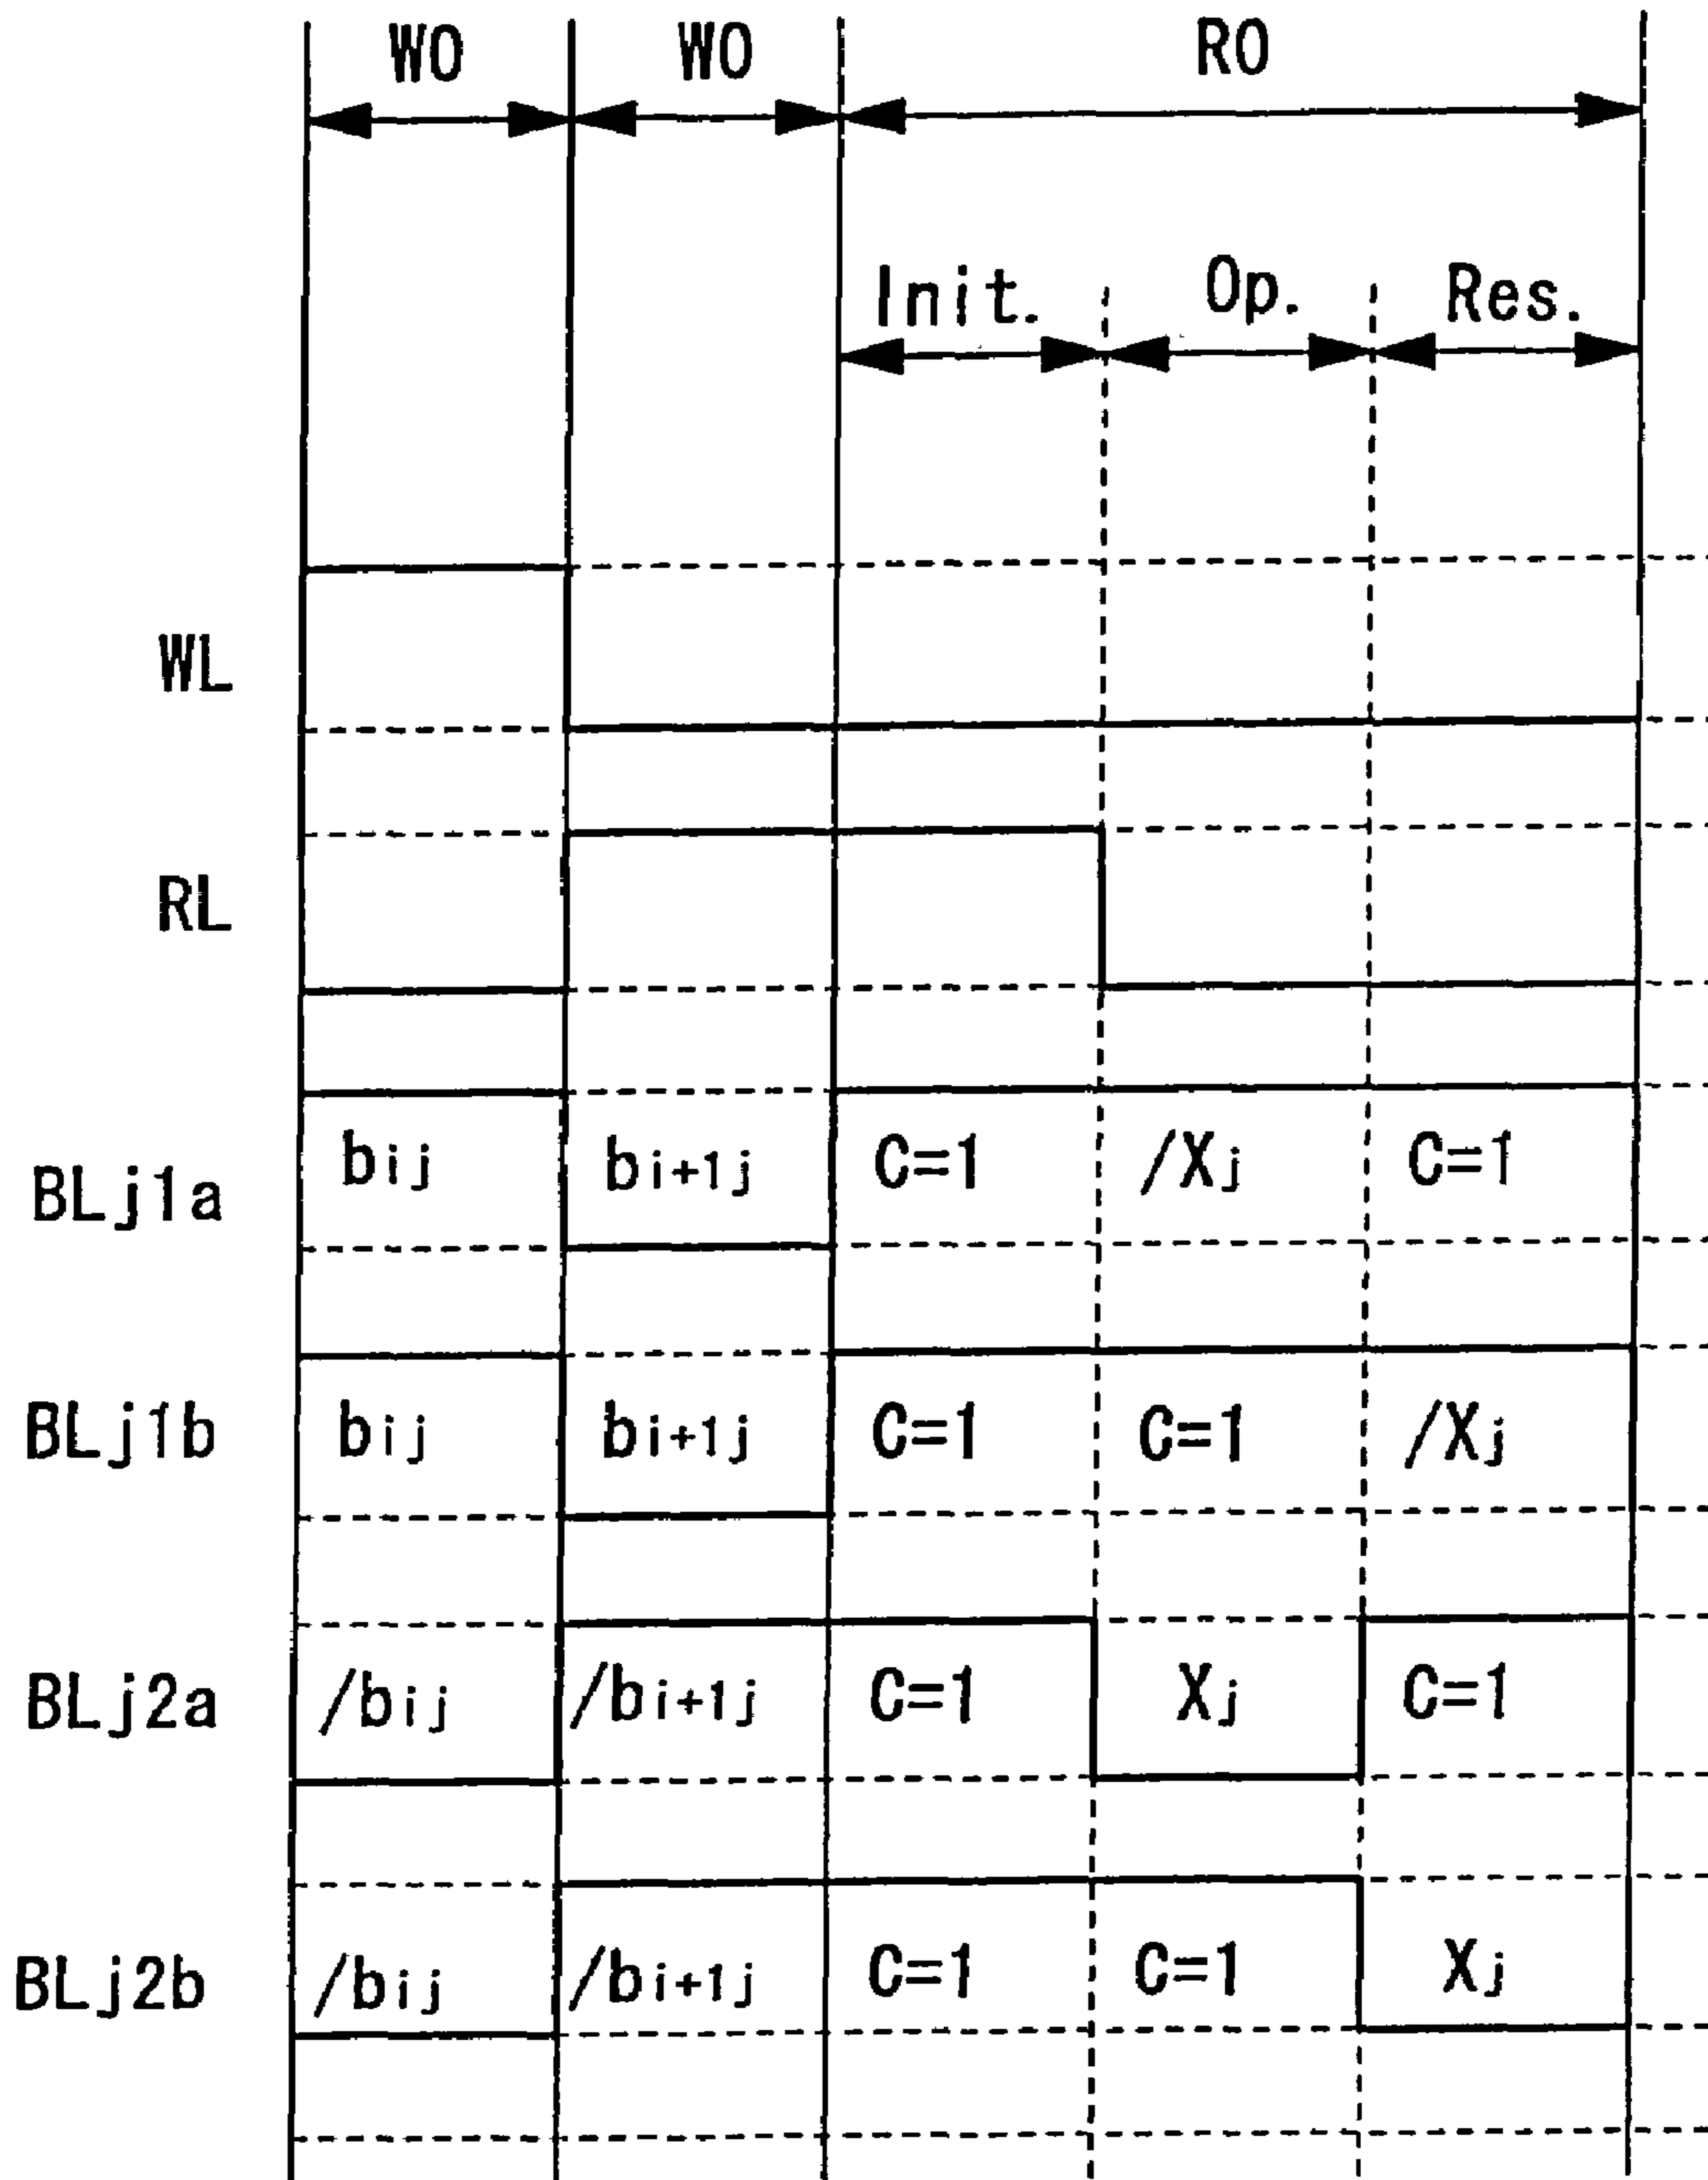 WO WO RO
Init. Op. Res.
WL
RL
BLj1a bij bi+1j C=1 /Xj C=1
BLj1b bij bi+1j C=1 C=1 /Xj
BLj2a /bij /bi+1j C=1 Xj C=1
BLj2b /bij /bi+1j C=1 C=1 Xj